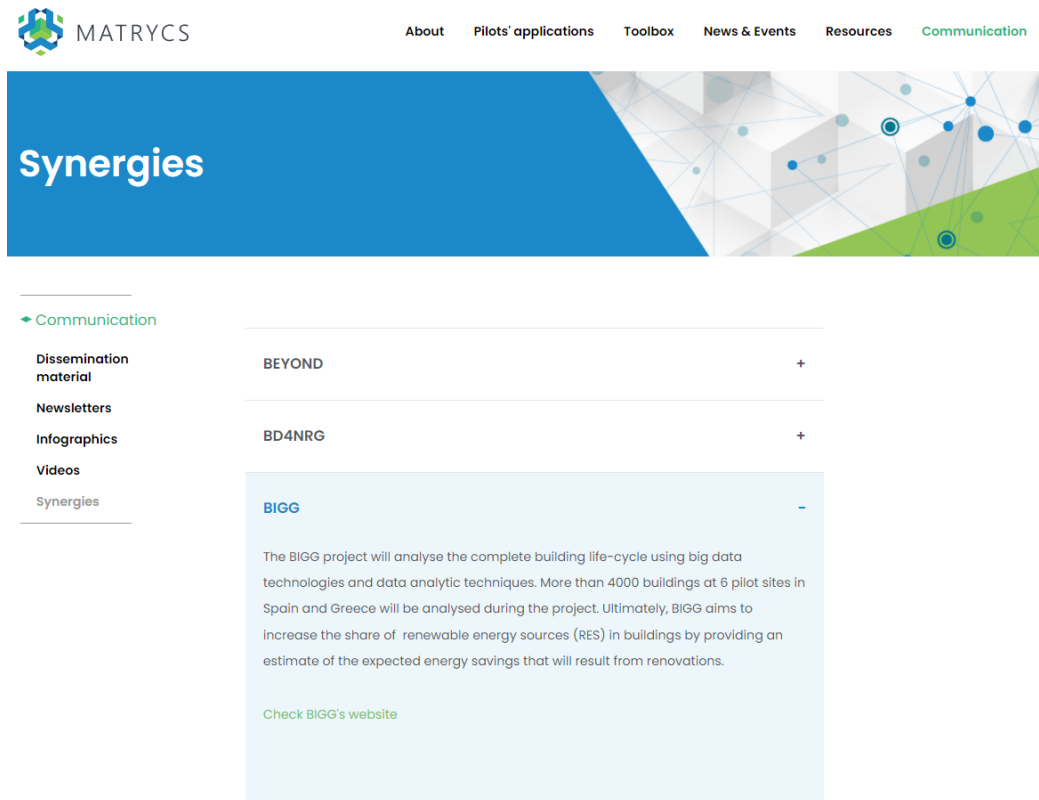 MATRYCS
About Pilots' applications Toolbox News & Events Resources Communication
Synergies
Communication
Dissemination
material
Newsletters
Infographics
Videos
Synergies
BEYOND +
BD4NRG +
BIGG -
The BIGG project will analyse the complete building life-cycle using big data
technologies and data analytic techniques. More than 4000 buildings at 6 pilot sites in
Spain and Greece will be analysed during the project. Ultimately, BIGG aims to
increase the share of  renewable energy sources (RES) in buildings by providing an
estimate of the expected energy savings that will result from renovations.
Check BIGG's website